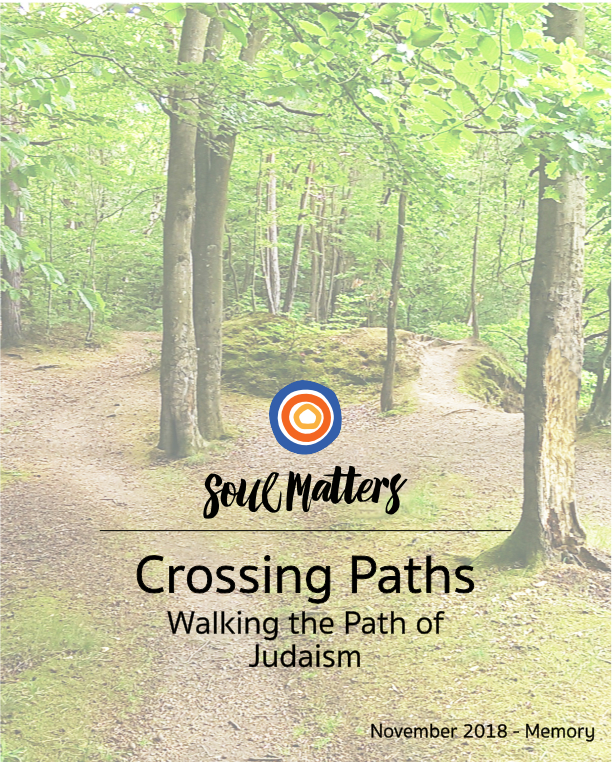 Soul Matters
Crossing Paths
Walking the Path of
Judaism
November 2018 - Memory